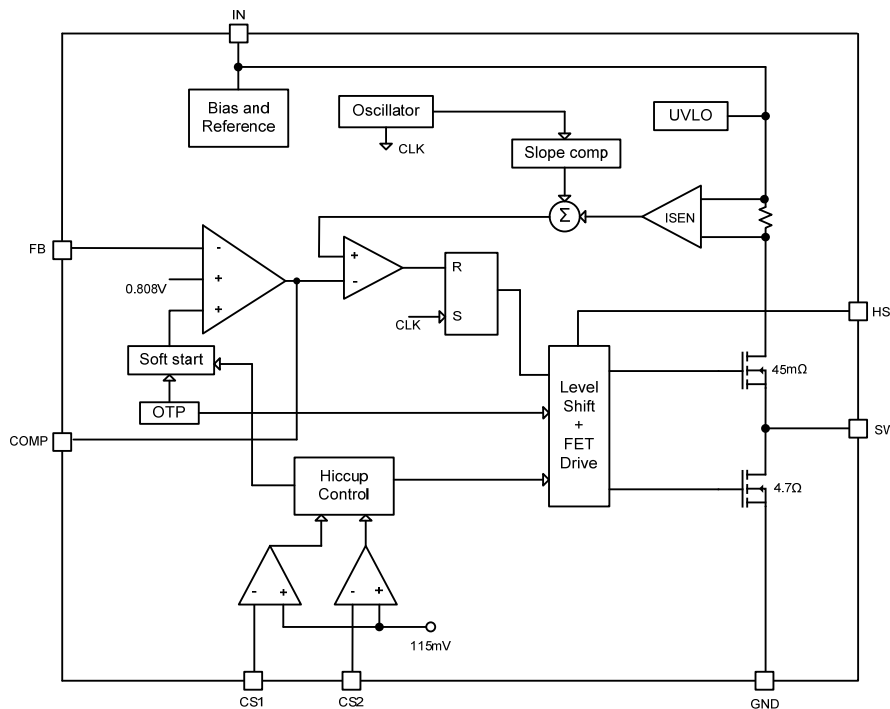 IN
Bias and
Reference
Oscillator
CLK
UVLO
Slope comp
Σ
ISEN
FB
-
+
+
0.808V
+
-
R
S
CLK
HS
Soft start
OTP
COMP
Level
Shift
+
FET
Drive
45mΩ
SW
4.7Ω
Hiccup
Control
-
+
-
+
115mV
CS1
CS2
GND